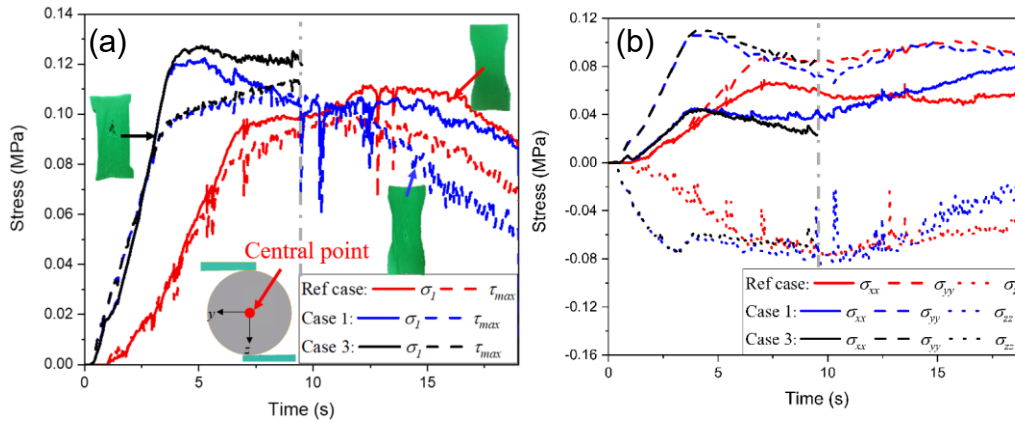 (a)
0.14
0.12
0.10
0.08
0.06
0.04
0.02
0.00
Stress (MPa)
0
5
10
15
Time (s)
Central point
y
Ref case: σ1 τmax
Case 1: σ1 τmax
Case 3: σ1 τmax
(b)
0.16
0.12
0.08
0.04
0.00
-0.04
-0.08
-0.12
-0.16
Stress (MPa)
0
5
10
15
Time (s)
Ref case: σxx σyy
Case 1: σxx σyy σzz
Case 3: σxx σyy σzz